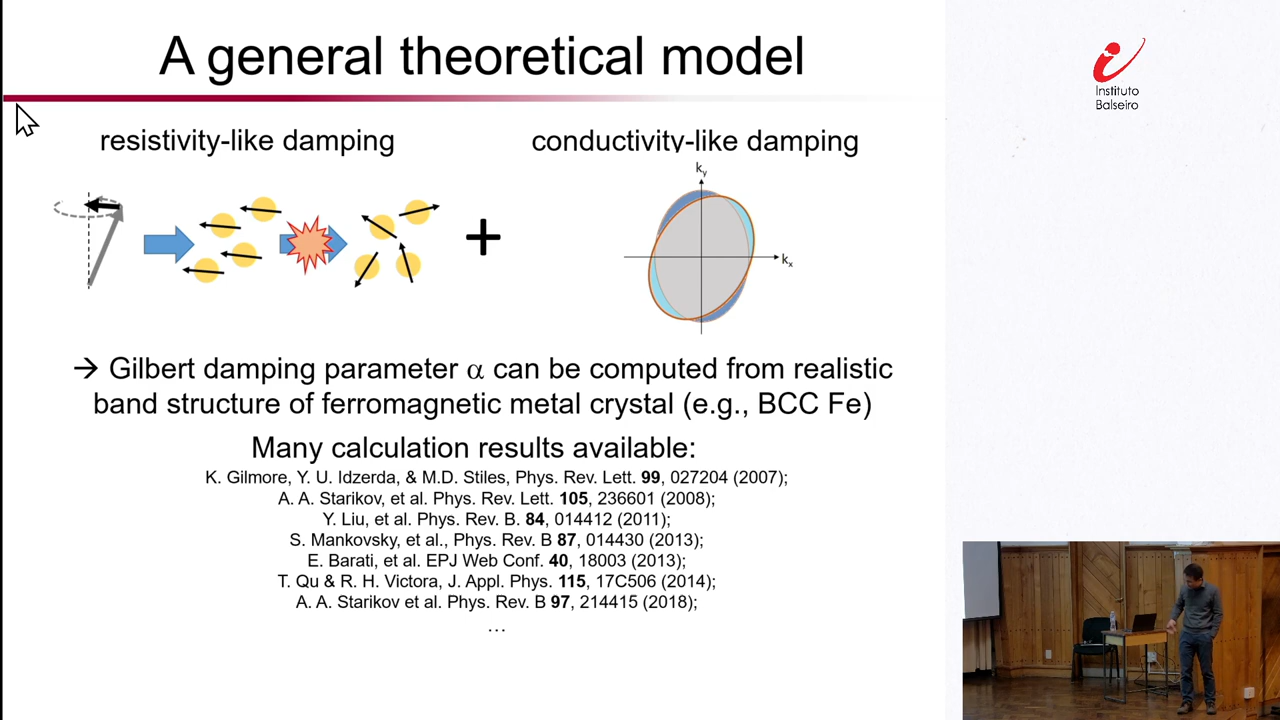 A general theoretical model
Instituto
Balseiro
resistivity-like damping
conductivity-like damping
ky
+
kx
→ Gilbert damping parameter α can be computed from realistic
band structure of ferromagnetic metal crystal (e.g., BCC Fe)
Many calculation results available:
K. Gilmore, Y. U. Idzerda, & M.D. Stiles, Phys. Rev. Lett. 99, 027204 (2007);
A. A. Starikov, et al. Phys. Rev. Lett. 105, 236601 (2008);
Y. Liu, et al. Phys. Rev. B. 84, 014412 (2011);
S. Mankovsky, et al., Phys. Rev. B 87, 014430 (2013);
E. Barati, et al. EPJ Web Conf. 40, 18003 (2013);
T. Qu & R. H. Victora, J. Appl. Phys. 115, 17C506 (2014);
A. A. Starikov et al. Phys. Rev. B 97, 214415 (2018);
…